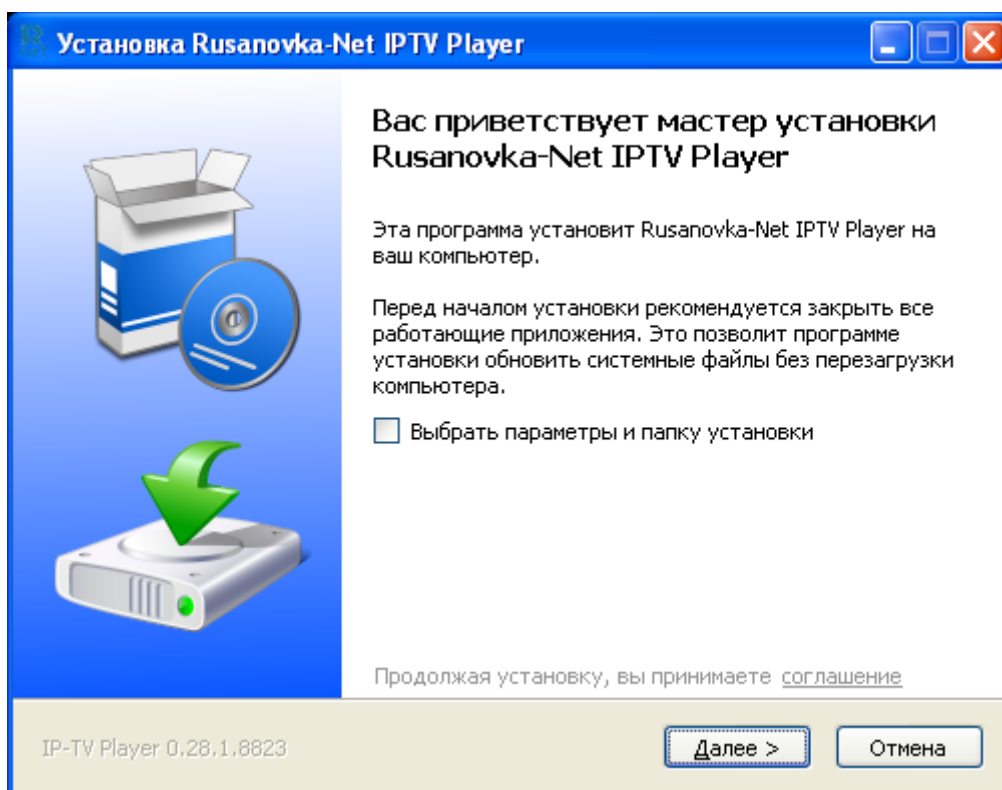 Установка Rusanovka-Net IPTV Player
Вас приветствует мастер установки
Rusanovka-Net IPTV Player
Эта программа установит Rusanovka-Net IPTV Player на
ваш компьютер.
Перед началом установки рекомендуется закрыть все
работающие приложения. Это позволит программе
установки обновить системные файлы без перезагрузки
компьютера.
Выбрать параметры и папку установки
Продолжая установку, вы принимаете соглашение
IP-TV Player 0.28.1.8823
Далее >
Отмена